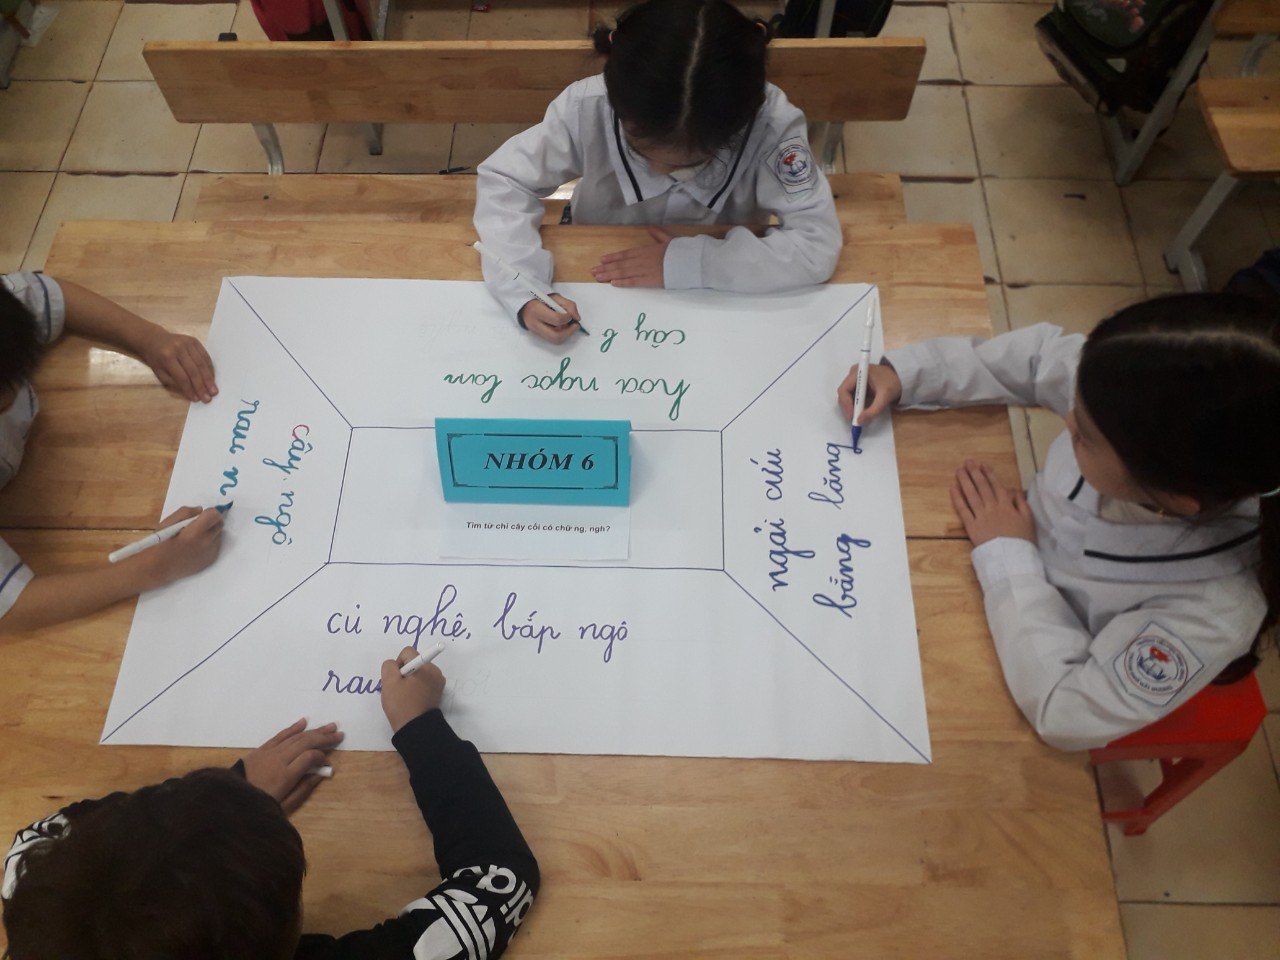 cây b
hoa ngọc lan
NHÓM 6
Tìm từ chỉ cây cối có chữ ng, ngh?
cây ngô
rau n
ngải cứu
bằng lăng
củ nghệ, bắp ngô
rau